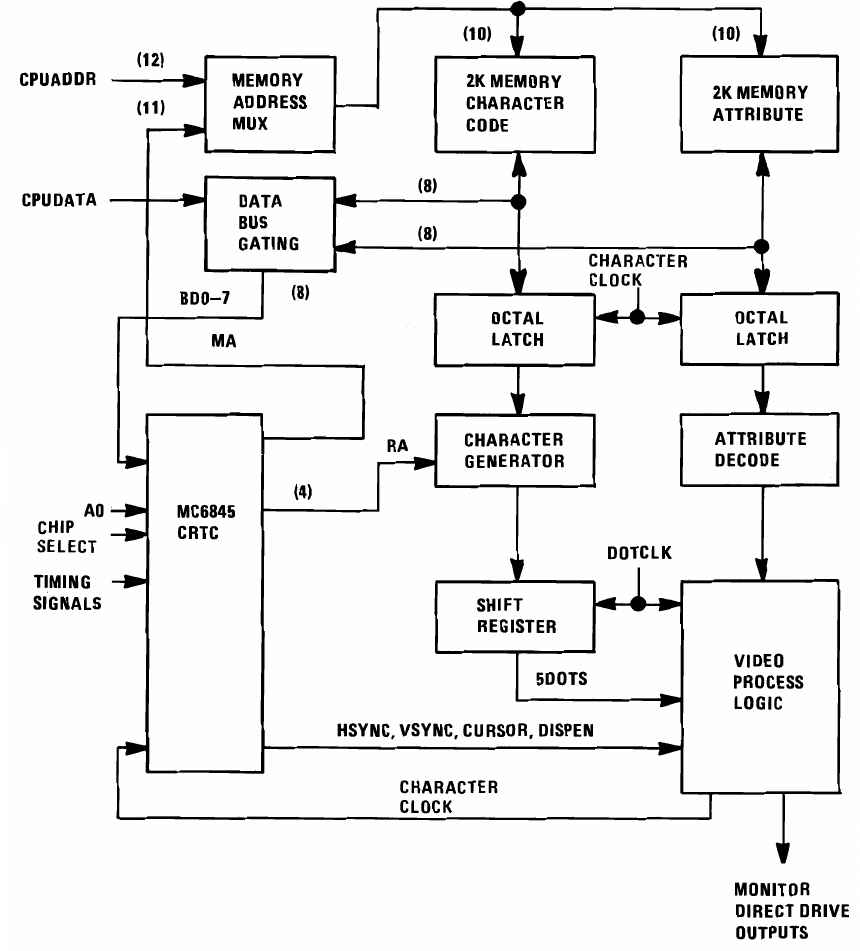 (10)
(10)
(12)
CPUADDR
MEMORY
ADDRESS
MUX
2K MEMORY
CHARACTER
CODE
2K MEMORY
ATTRIBUTE
(11)
CPUDATA
DATA
BUS
GATING
(8)
(8)
CHARACTER
CLOCK
BD0-7
(8)
MA
OCTAL
LATCH
OCTAL
LATCH
RA
CHARACTER
GENERATOR
ATTRIBUTE
DECODE
(4)
MC6845
CRTC
A0
CHIP
SELECT
TIMING
SIGNALS
DOTCLK
SHIFT
REGISTER
VIDEO
PROCESS
LOGIC
5DOTS
HSYNC, VSYNC, CURSOR, DISPEN
CHARACTER
CLOCK
MONITOR
DIRECT DRIVE
OUTPUTS